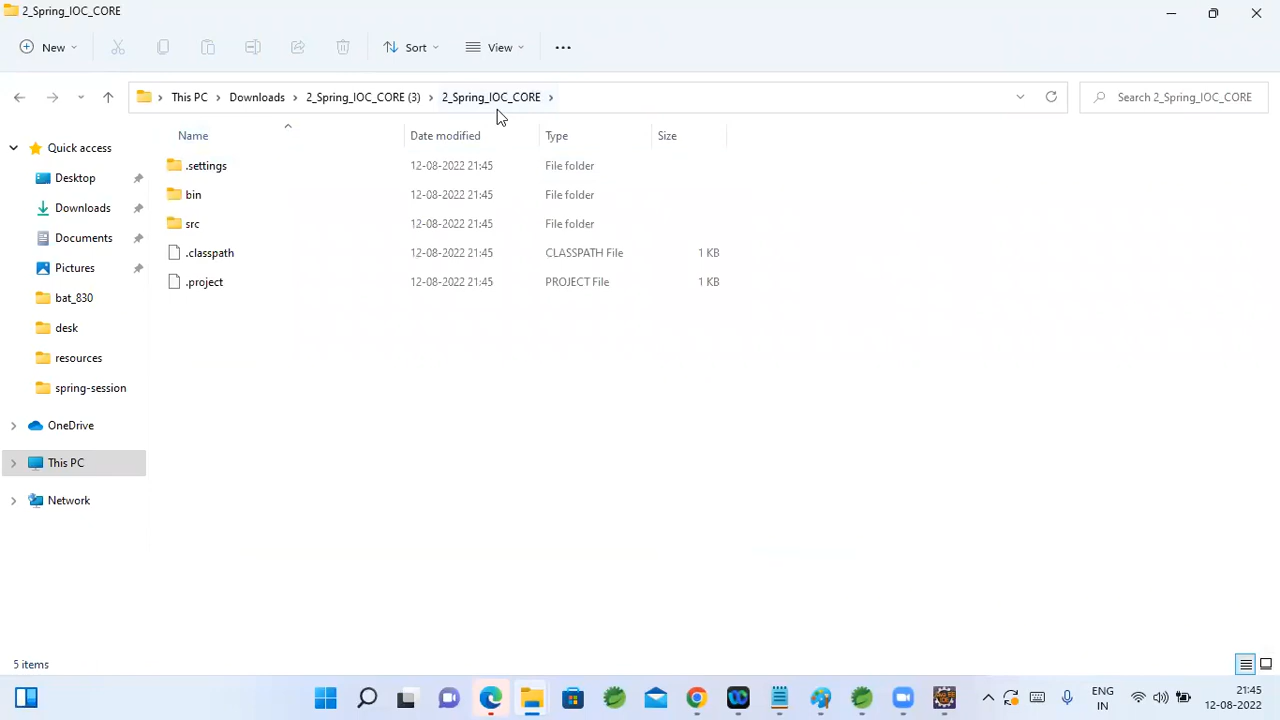 2_Spring_IOC_CORE
New
Sort
View
This PC
Downloads
2_Spring_IOC_CORE (3)
2_Spring_IOC_CORE
Search 2_Spring_IOC_CORE
Name
Date modified
Type
Size
.settings
12-08-2022 21:45
File folder
bin
12-08-2022 21:45
File folder
src
12-08-2022 21:45
File folder
.classpath
12-08-2022 21:45
CLASSPATH File
1 KB
.project
12-08-2022 21:45
PROJECT File
1 KB
Quick access
Desktop
Downloads
Documents
Pictures
bat_830
desk
resources
spring-session
OneDrive
This PC
Network
5 items
ENG
IN
21:45
12-08-2022